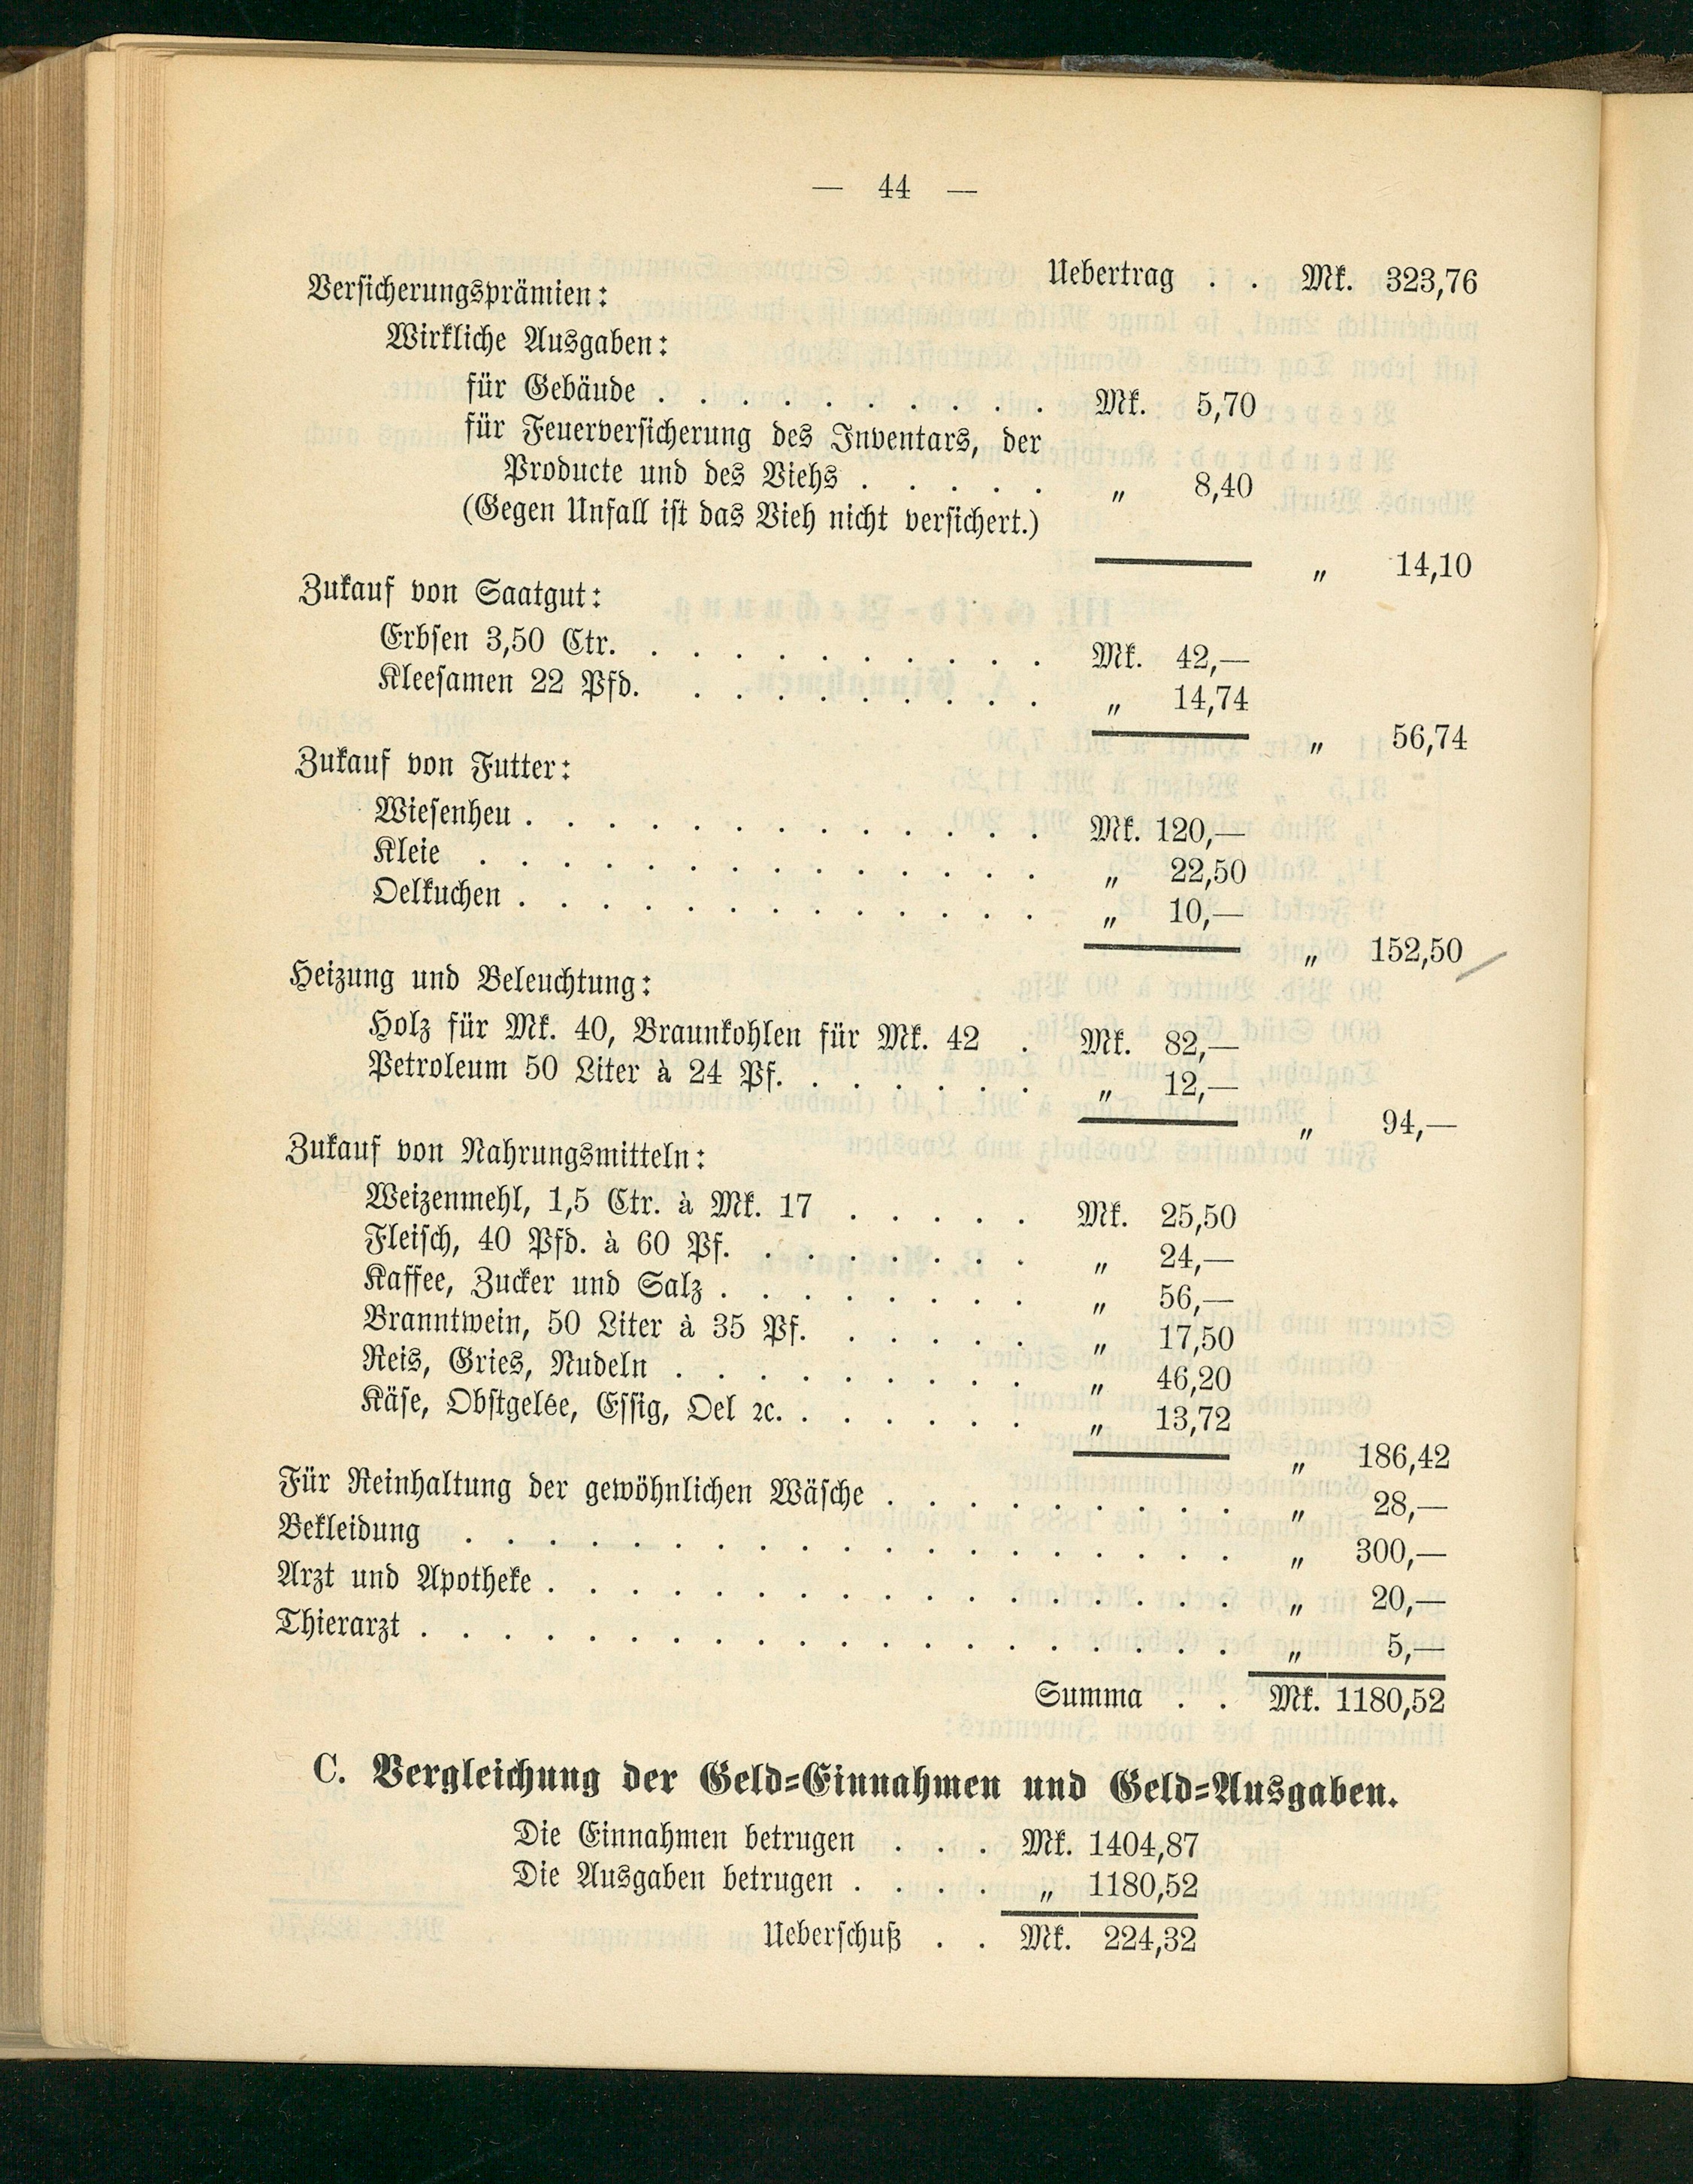 — 44 —
Uebertrag . . Mk. 323,76
Versicherungsprämien:
Wirkliche Ausgaben:
für Gebäude . . . . . . . . . . Mk. 5,70
für Feuerversicherung des Inventars, der
Producte und des Viehs . . . . . „ 8,40
(Gegen Unfall ist das Vieh nicht versichert.)
„ 14,10
Zukauf von Saatgut:
Erbsen 3,50 Ctr. . . . . . . . . . . Mk. 42,—
Kleesamen 22 Pfd. . . . . . . . . . „ 14,74
„ 56,74
Zukauf von Futter:
Wiesenheu . . . . . . . . . . . . . Mk. 120,—
Kleie . . . . . . . . . . . . . . „ 22,50
Oelkuchen . . . . . . . . . . . . . „ 10,—
„ 152,50
Heizung und Beleuchtung:
Holz für Mk. 40, Braunkohlen für Mk. 42 . Mk. 82,—
Petroleum 50 Liter à 24 Pf. . . . . . . „ 12,—
„ 94,—
Zukauf von Nahrungsmitteln:
Weizenmehl, 1,5 Ctr. à Mk. 17 . . . . . Mk. 25,50
Fleisch, 40 Pfd. à 60 Pf. . . . . . . . „ 24,—
Kaffee, Zucker und Salz . . . . . . . . „ 56,—
Branntwein, 50 Liter à 35 Pf. . . . . . „ 17,50
Reis, Gries, Nudeln . . . . . . . . . „ 46,20
Käse, Obstgelée, Essig, Oel ꝛc. . . . . . . „ 13,72
„ 186,42
Für Reinhaltung der gewöhnlichen Wäsche . . . . . . . . . „ 28,—
Bekleidung . . . . . . . . . . . . . . . . . . . „ 300,—
Arzt und Apotheke . . . . . . . . . . . . . . . . . „ 20,—
Thierarzt . . . . . . . . . . . . . . . . . . . . „ 5,—
Summa . . Mk. 1180,52
C. Vergleichung der Geld=Einnahmen und Geld=Ausgaben.
Die Einnahmen betrugen . . . Mk. 1404,87
Die Ausgaben betrugen . . . . „ 1180,52
Ueberschuß . . Mk. 224,32